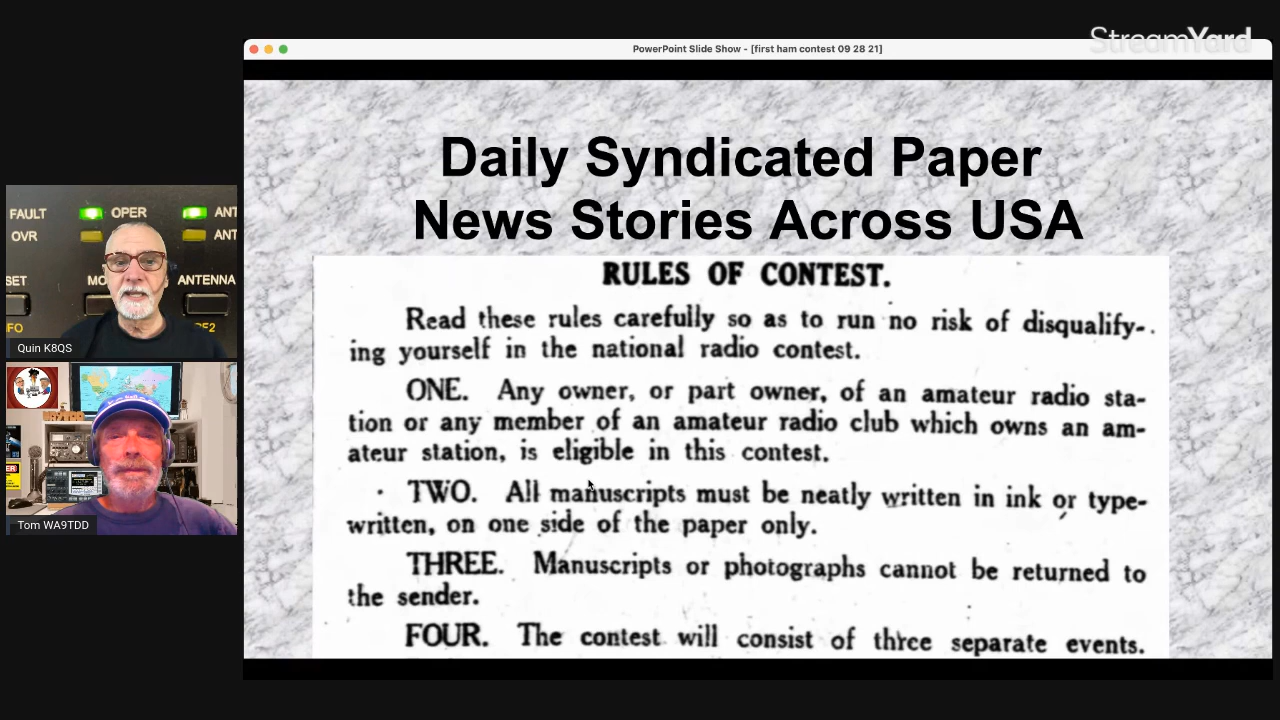 StreamYard
PowerPoint Slide Show - [first ham contest 09 28 21]
Daily Syndicated Paper
News Stories Across USA
RULES OF CONTEST.
Read these rules carefully so as to run no risk of disqualify-
ing yourself in the national radio contest.
ONE. Any owner, or part owner, of an amateur radio sta-
tion or any member of an amateur radio club which owns an am-
ateur station, is eligible in this contest.
TWO. All manuscripts must be neatly written in ink or type-
written, on one side of the paper only.
THREE. Manuscripts or photographs cannot be returned to
the sender.
FOUR. The contest will consist of three separate events.
FAULT OPER ANT
OVR ANT
SET MO ANTENNA
Quin K8QS
Tom WA9TDD